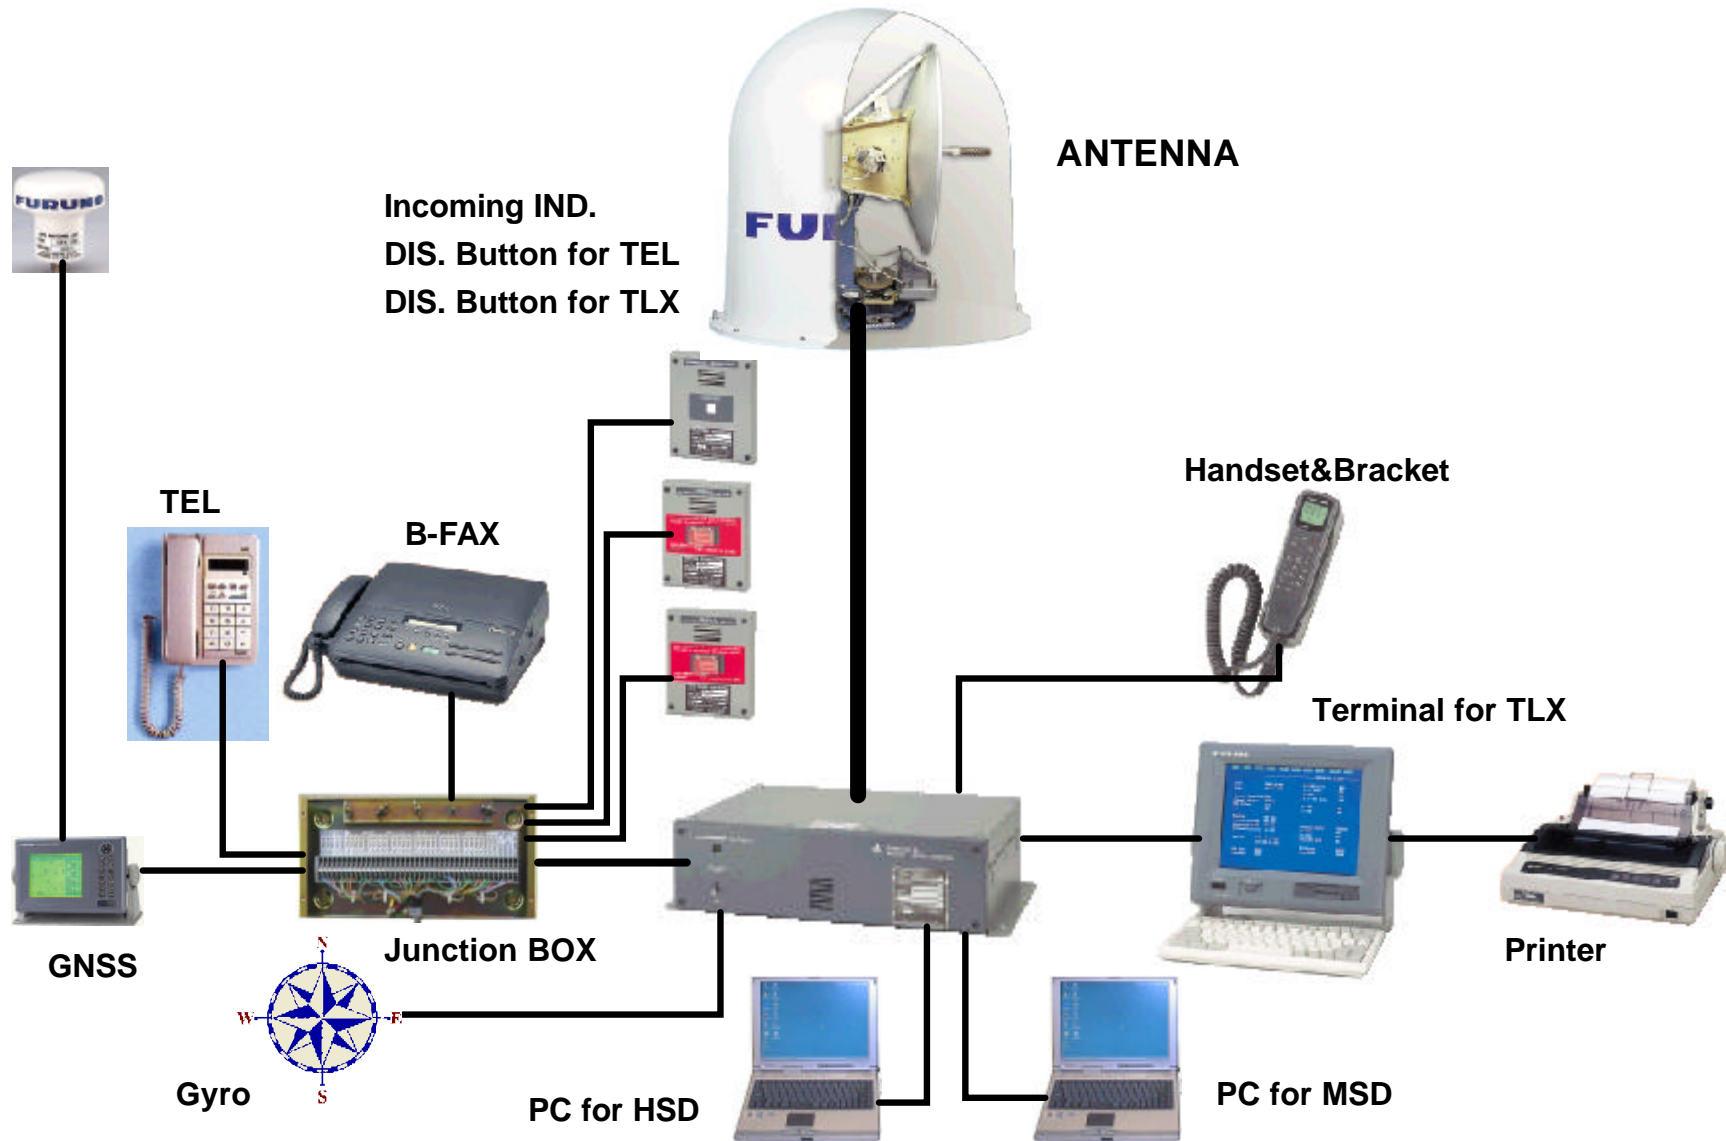 ANTENNA
FURUNO
Incoming IND.
DIS. Button for TEL
DIS. Button for TLX
FU
Handset&Bracket
TEL
B-FAX
Terminal for TLX
Junction BOX
GNSS
Printer
N
W
E
S
Gyro
PC for HSD
PC for MSD